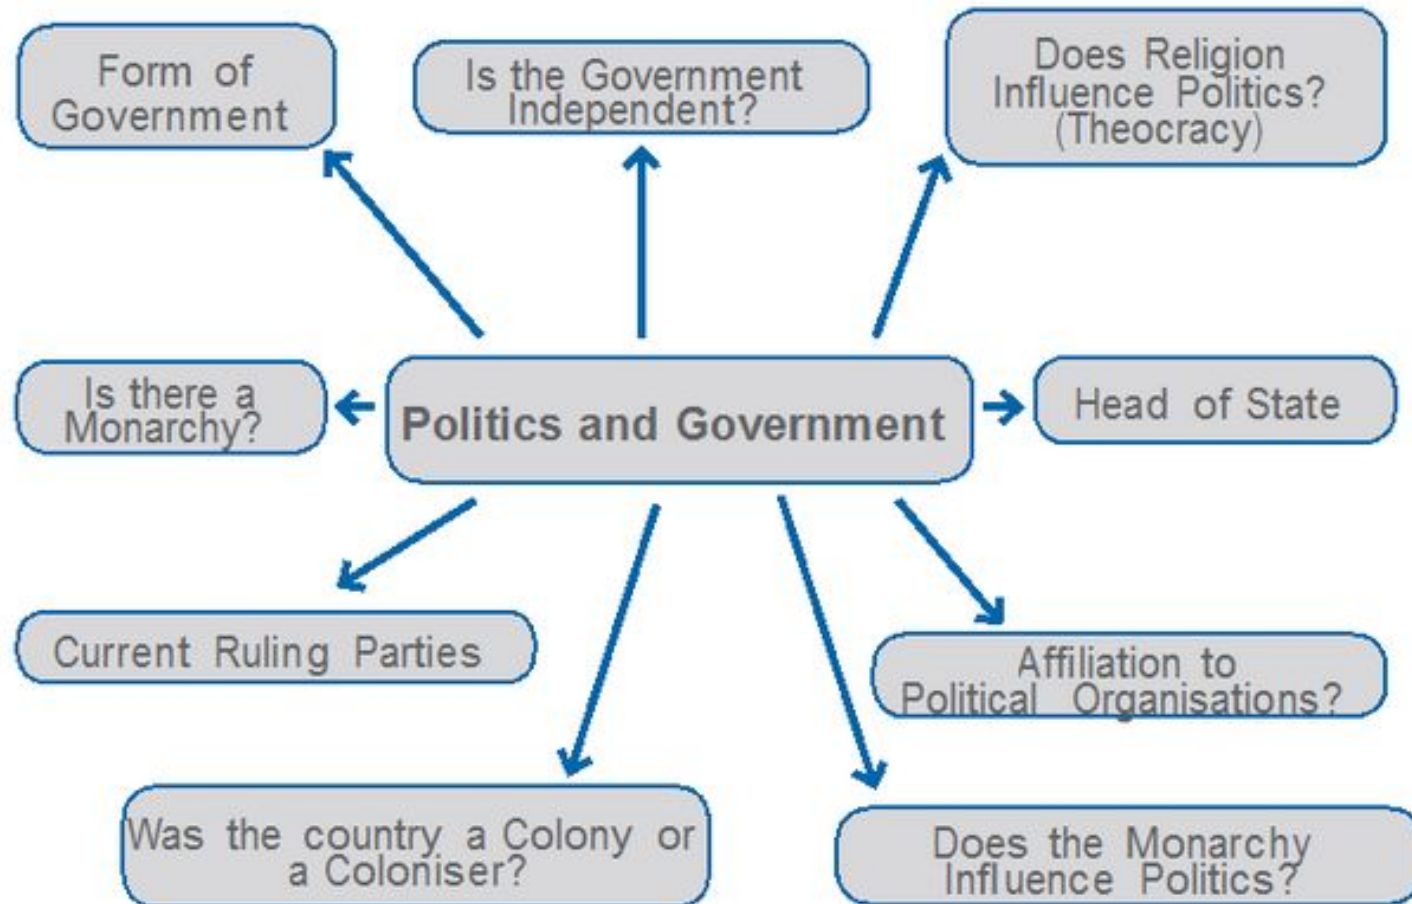 Form of
Government
Is the Government
Independent?
Does Religion
Influence Politics?
(Theocracy)
Is there a
Monarchy?
Politics and Government
Head of State
Current Ruling Parties
Affiliation to
Political Organisations?
Was the country a Colony or
a Coloniser?
Does the Monarchy
Influence Politics?